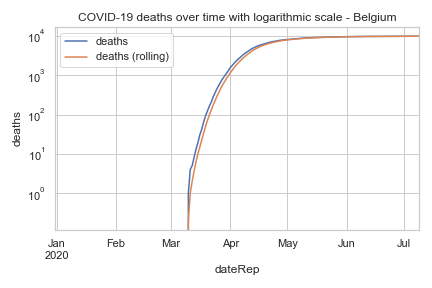 COVID-19 deaths over time with logarithmic scale - Belgium
deaths
deaths (rolling)
10⁴
10³
10²
10¹
10⁰
deaths
Jan Feb Mar Apr May Jun Jul
2020
dateRep